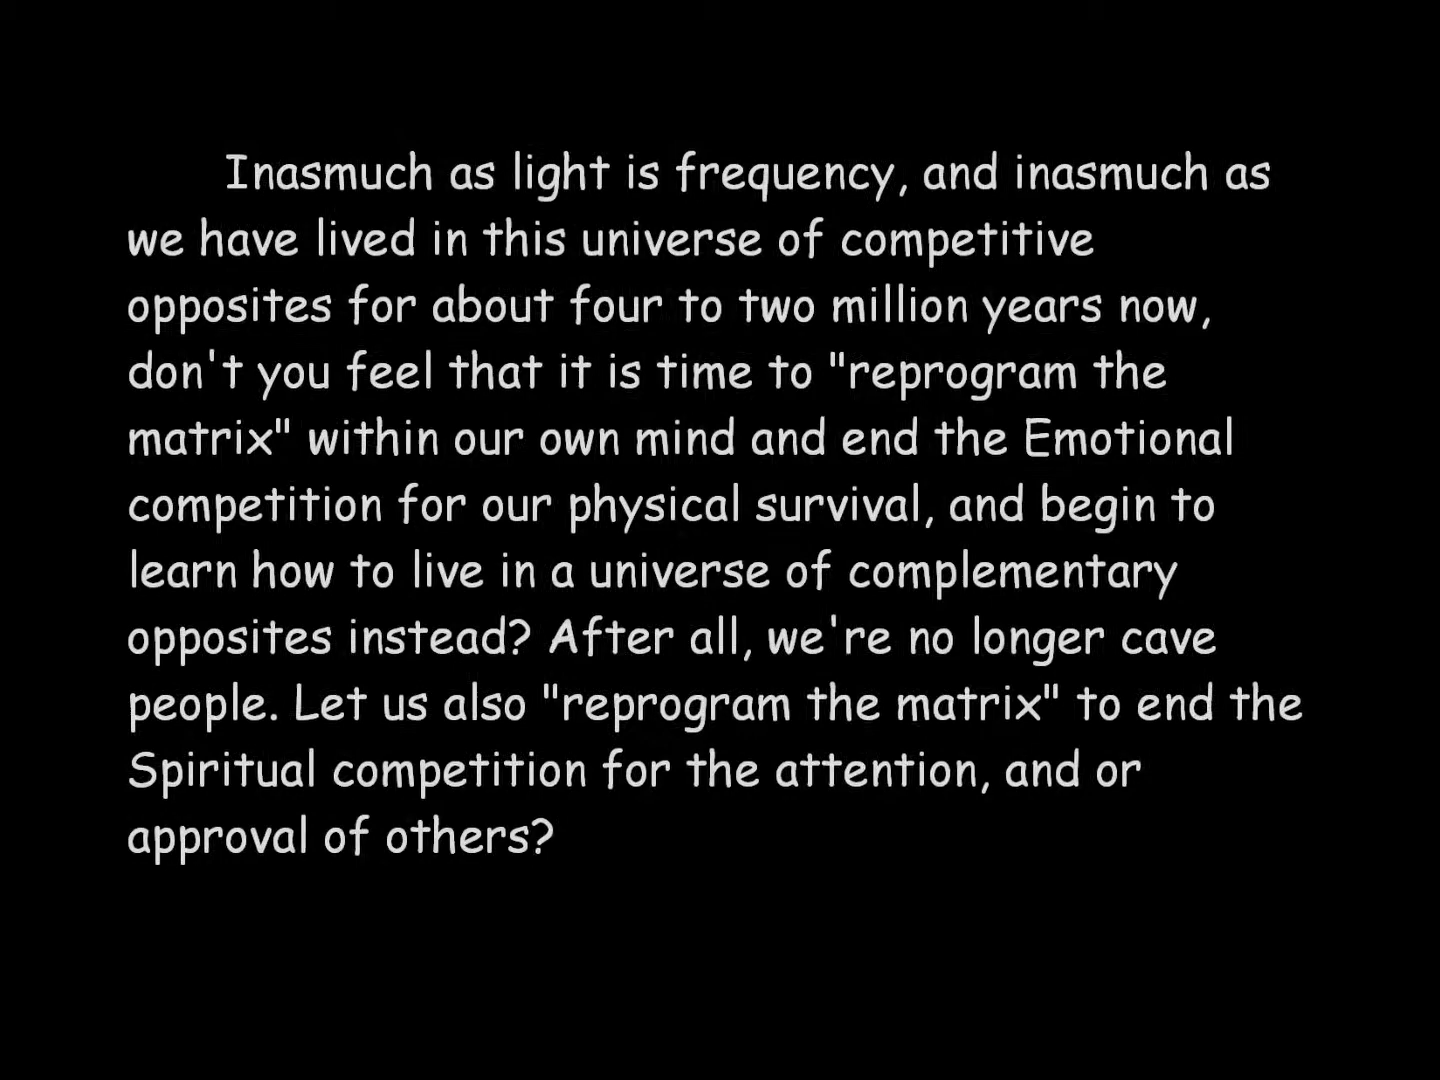 Inasmuch as light is frequency, and inasmuch as
we have lived in this universe of competitive
opposites for about four to two million years now,
don't you feel that it is time to "reprogram the
matrix" within our own mind and end the Emotional
competition for our physical survival, and begin to
learn how to live in a universe of complementary
opposites instead? After all, we're no longer cave
people. Let us also "reprogram the matrix" to end the
Spiritual competition for the attention, and or
approval of others?